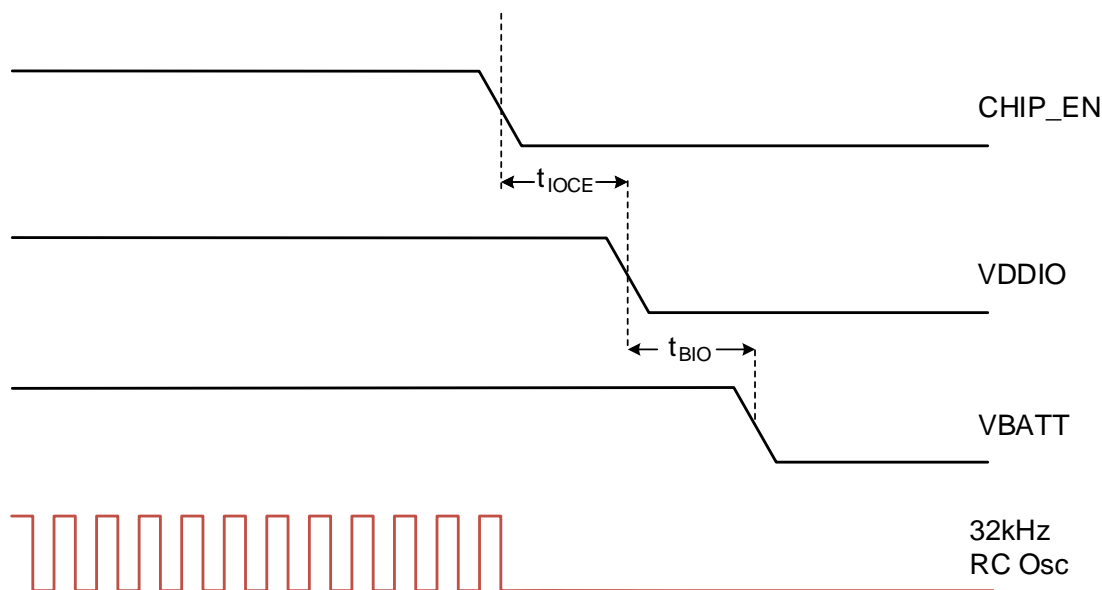 CHIP_EN
tIOCE
VDDIO
tBIO
VBATT
32kHz
RC Osc